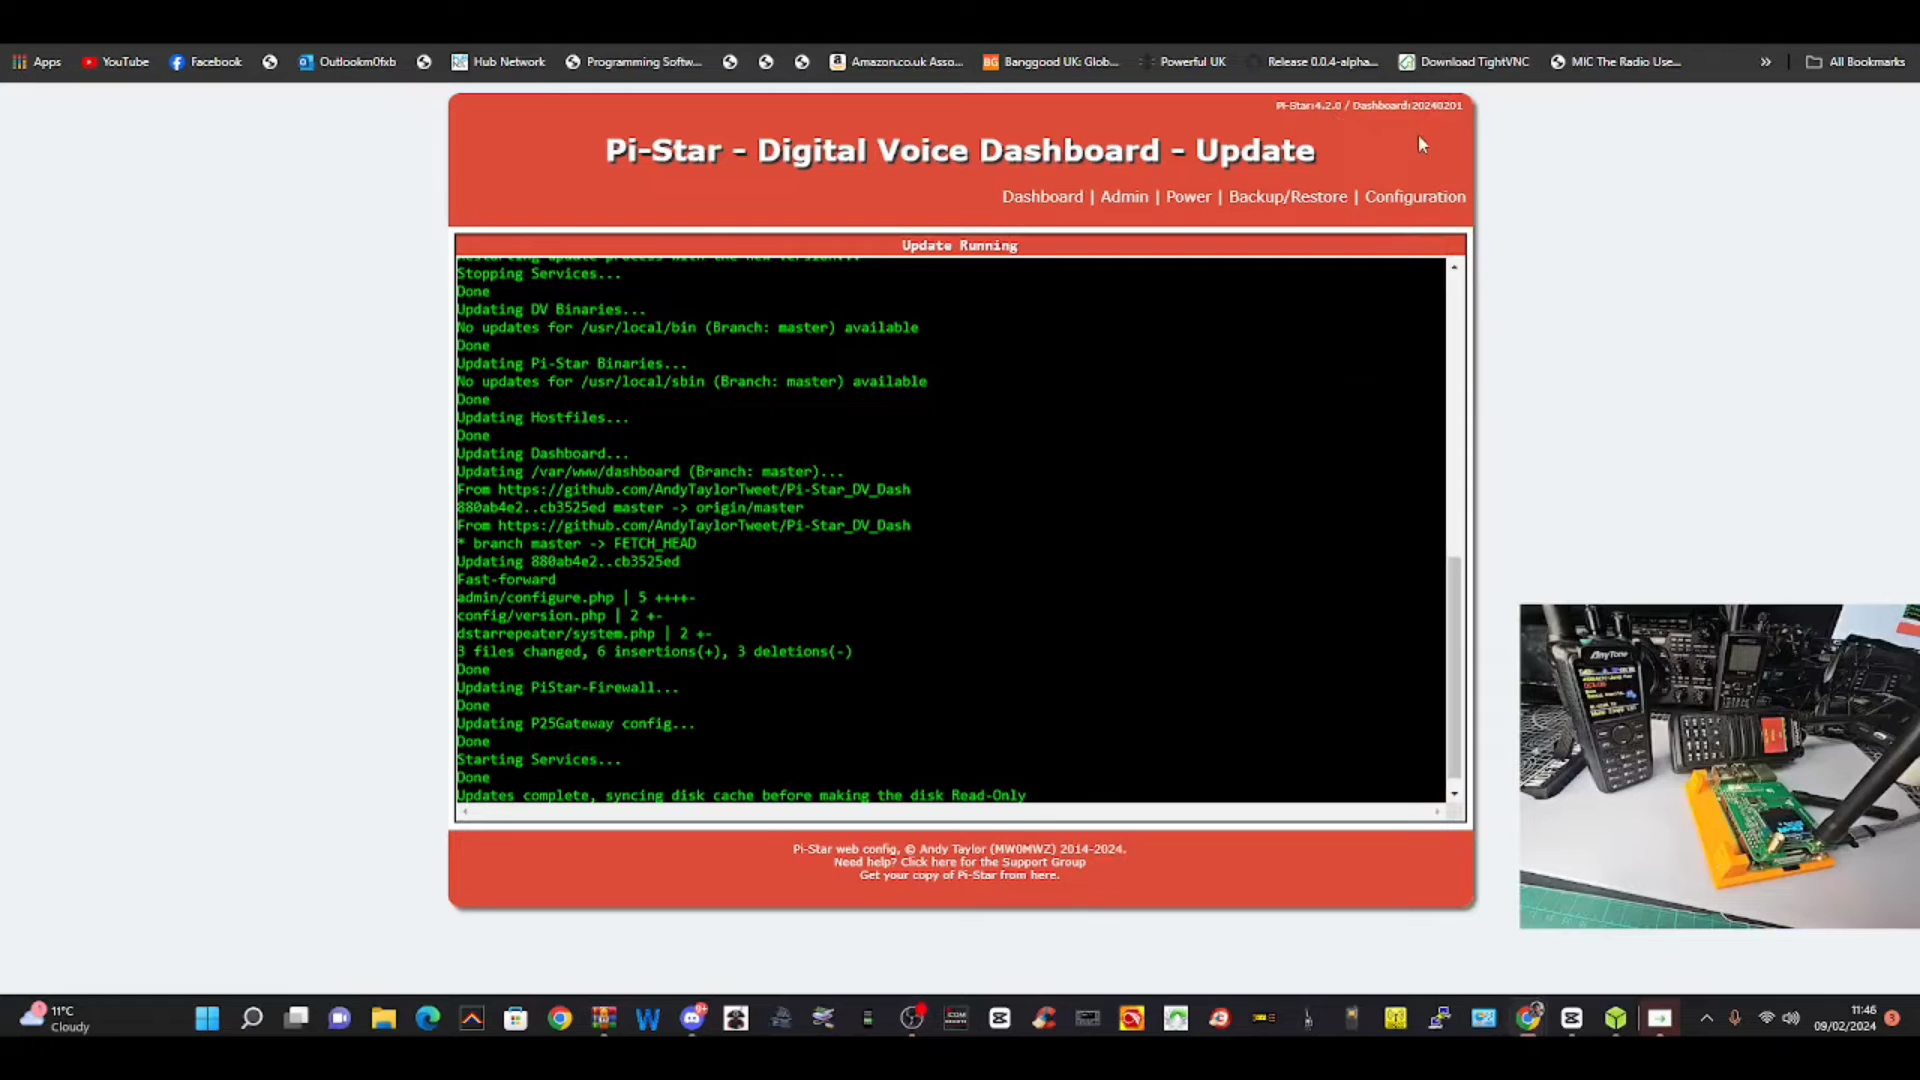 Apps YouTube Facebook Outlookm0fxb Hub Network Programming Softw... Amazon.co.uk Asso... Banggood UK: Glob... Powerful UK Release 0.0.4-alpha... Download TightVNC MIC The Radio Use... » All Bookmarks
Pi-Star:4.2.0 / Dashboard:20240201
Pi-Star - Digital Voice Dashboard - Update
Dashboard | Admin | Power | Backup/Restore | Configuration
Update Running
Restarting update process with the new version...
Stopping Services...
Done
Updating DV Binaries...
No updates for /usr/local/bin (Branch: master) available
Done
Updating Pi-Star Binaries...
No updates for /usr/local/sbin (Branch: master) available
Done
Updating Hostfiles...
Done
Updating Dashboard...
Updating /var/www/dashboard (Branch: master)...
From https://github.com/AndyTaylorTweet/Pi-Star_DV_Dash
880ab4e2..cb3525ed master -> origin/master
From https://github.com/AndyTaylorTweet/Pi-Star_DV_Dash
* branch master -> FETCH_HEAD
Updating 880ab4e2..cb3525ed
Fast-forward
admin/configure.php | 5 ++++-
config/version.php | 2 +-
dstarrepeater/system.php | 2 +-
3 files changed, 6 insertions(+), 3 deletions(-)
Done
Updating PiStar-Firewall...
Done
Updating P25Gateway config...
Done
Starting Services...
Done
Updates complete, syncing disk cache before making the disk Read-Only
Pi-Star web config, © Andy Taylor (MW0MWZ) 2014-2024.
Need help? Click here for the Support Group
Get your copy of Pi-Star from here.
AnyTone
11°C
Cloudy
11:46
09/02/2024
3